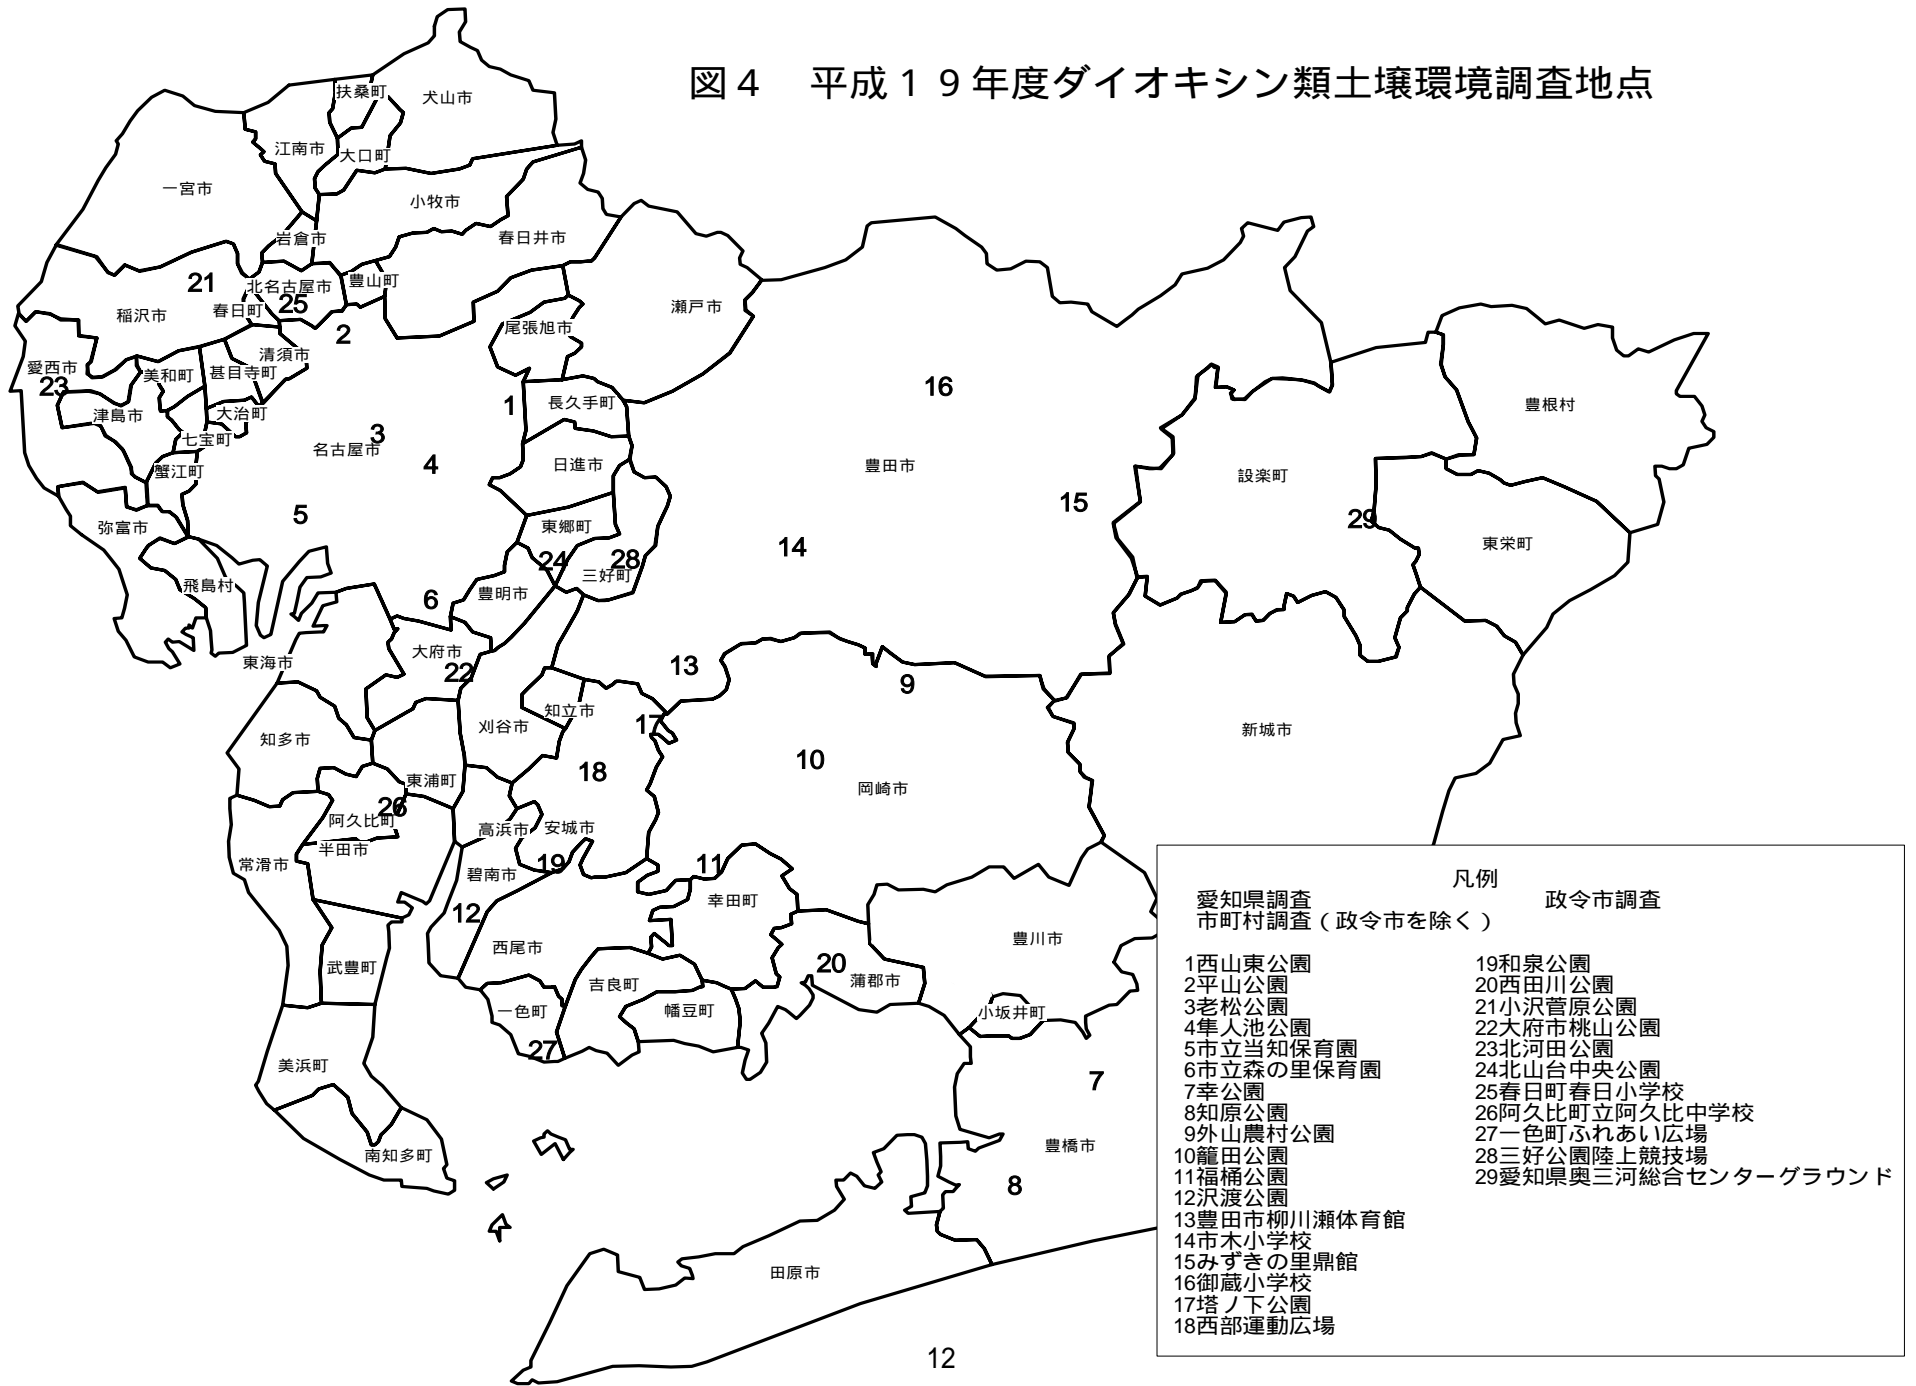 図４　平成１９年度ダイオキシン類土壌環境調査地点
扶桑町
犬山市
江南市
大口町
一宮市
小牧市
岩倉市
春日井市
21
北名古屋市
豊山町
25
春日町
稲沢市
2
尾張旭市
瀬戸市
清須市
愛西市
美和町
甚目寺町
23
16
1
長久手町
豊根村
津島市
大治町
3
七宝町
名古屋市
4
日進市
豊田市
蟹江町
設楽町
15
5
29
弥富市
東郷町
14
東栄町
24
28
三好町
飛島村
6
豊明市
大府市
東海市
22
13
9
知立市
17
刈谷市
新城市
知多市
10
18
東浦町
岡崎市
26
阿久比町
高浜市
安城市
半田市
常滑市
19
11
碧南市
幸田町
12
西尾市
豊川市
武豊町
20
吉良町
蒲郡市
一色町
幡豆町
小坂井町
27
美浜町
7
南知多町
豊橋市
8
田原市
凡例
愛知県調査　政令市調査
市町村調査（政令市を除く）
1西山東公園
2平山公園
3老松公園
4隼人池公園
5市立当知保育園
6市立森の里保育園
7幸公園
8知原公園
9外山農村公園
10籠田公園
11福桶公園
12沢渡公園
13豊田市柳川瀬体育館
14市木小学校
15みずきの里鼎館
16御蔵小学校
17塔ノ下公園
18西部運動広場
19和泉公園
20西田川公園
21小沢菅原公園
22大府市桃山公園
23北河田公園
24北山台中央公園
25春日町春日小学校
26阿久比町立阿久比中学校
27一色町ふれあい広場
28三好公園陸上競技場
29愛知県奥三河総合センターグラウンド
12